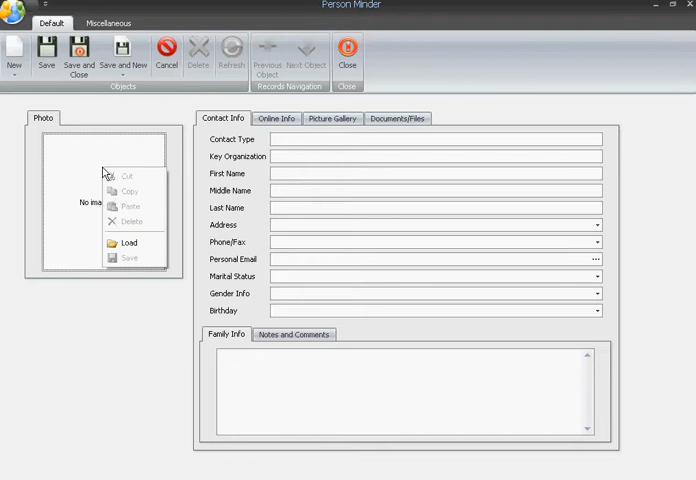 Person Minder
Default Miscellaneous
New Save Save and Close Save and New Cancel Delete Refresh Previous Object Next Object Close
Objects Records Navigation Close
Photo
No ima
Cut
Copy
Paste
Delete
Load
Save
Contact Info Online Info Picture Gallery Documents/Files
Contact Type
Key Organization
First Name
Middle Name
Last Name
Address
Phone/Fax
Personal Email ...
Marital Status
Gender Info
Birthday
Family Info Notes and Comments